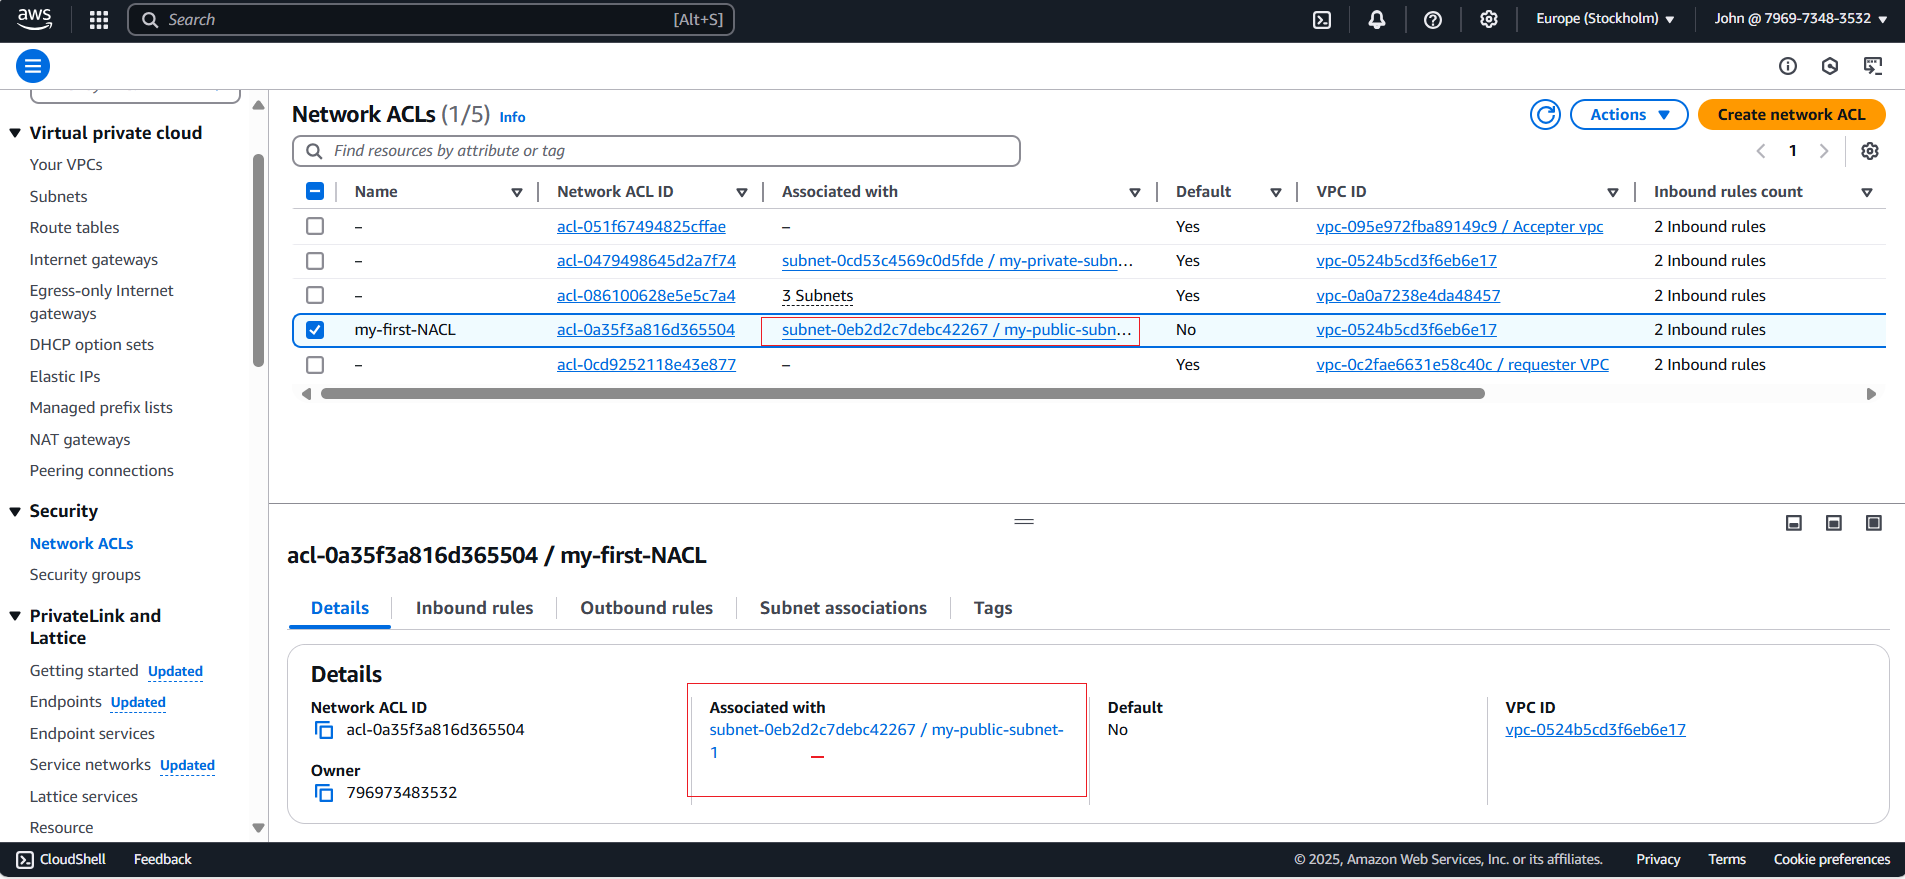 aws
Search [Alt+S] Europe (Stockholm) John @ 7969-7348-3532
Virtual private cloud
Your VPCs
Subnets
Route tables
Internet gateways
Egress-only Internet
gateways
DHCP option sets
Elastic IPs
Managed prefix lists
NAT gateways
Peering connections
Security
Network ACLs
Security groups
PrivateLink and
Lattice
Getting started Updated
Endpoints Updated
Endpoint services
Service networks Updated
Lattice services
Resource
Network ACLs (1/5) Info
Actions Create network ACL
Find resources by attribute or tag
1
Name Network ACL ID Associated with Default VPC ID Inbound rules count
– acl-051f67494825cffae – Yes vpc-095e972fba89149c9 / Accepter vpc 2 Inbound rules
– acl-0479498645d2a7f74 subnet-0cd53c4569c0d5fde / my-private-subn... Yes vpc-0524b5cd3f6eb6e17 2 Inbound rules
– acl-086100628e5e5c7a4 3 Subnets Yes vpc-0a0a7238e4da48457 2 Inbound rules
my-first-NACL acl-0a35f3a816d365504 subnet-0eb2d2c7debc42267 / my-public-subn... No vpc-0524b5cd3f6eb6e17 2 Inbound rules
– acl-0cd9252118e43e877 – Yes vpc-0c2fae6631e58c40c / requester VPC 2 Inbound rules
acl-0a35f3a816d365504 / my-first-NACL
Details Inbound rules Outbound rules Subnet associations Tags
Details
Network ACL ID
acl-0a35f3a816d365504
Associated with
subnet-0eb2d2c7debc42267 / my-public-subnet-
1
Default
No
VPC ID
vpc-0524b5cd3f6eb6e17
Owner
796973483532
CloudShell Feedback © 2025, Amazon Web Services, Inc. or its affiliates. Privacy Terms Cookie preferences